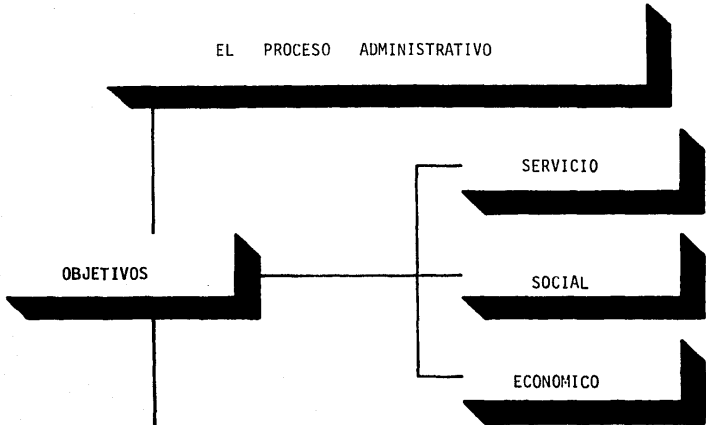 EL PROCESO ADMINISTRATIVO
SERVICIO
OBJETIVOS
SOCIAL
ECONOMICO